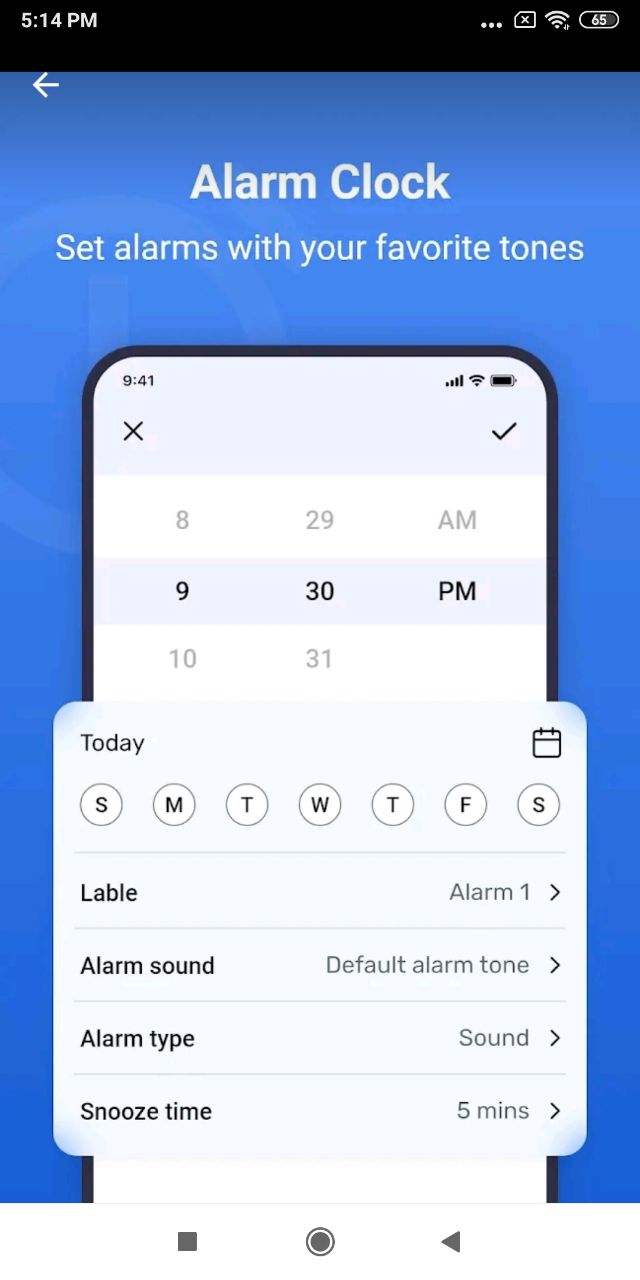 5:14 PM
65
Alarm Clock
Set alarms with your favorite tones
9:41
8 29 AM
9 30 PM
10 31
Today
S M T W T F S
Lable Alarm 1
Alarm sound Default alarm tone
Alarm type Sound
Snooze time 5 mins